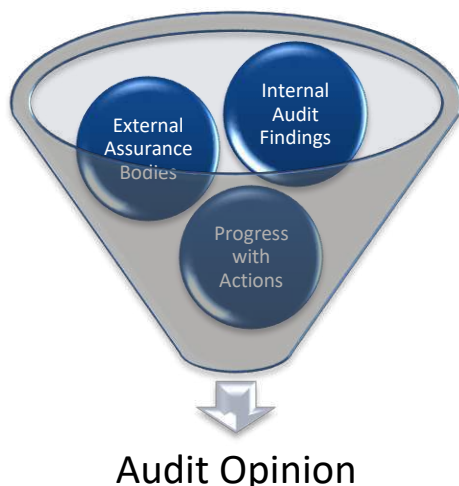 External
Assurance
Bodies
Internal
Audit
Findings
Progress
with
Actions
Audit Opinion